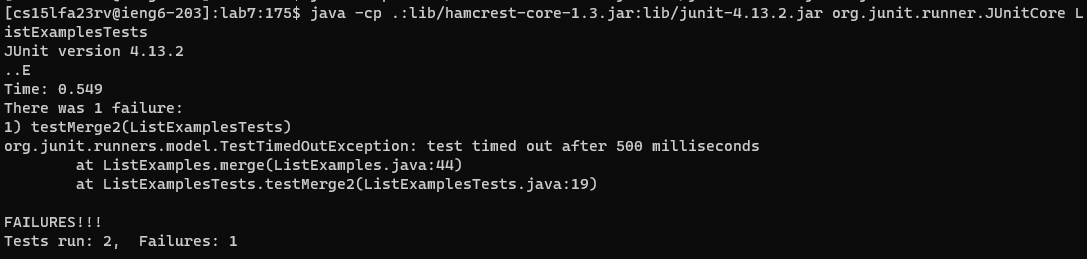 [cs15lfa23rv@ieng6-203]:lab7:175$ java -cp .:lib/hamcrest-core-1.3.jar:lib/junit-4.13.2.jar org.junit.runner.JUnitCore L
istExamplesTests
JUnit version 4.13.2
..E
Time: 0.549
There was 1 failure:
1) testMerge2(ListExamplesTests)
org.junit.runners.model.TestTimedOutException: test timed out after 500 milliseconds
        at ListExamples.merge(ListExamples.java:44)
        at ListExamplesTests.testMerge2(ListExamplesTests.java:19)

FAILURES!!!
Tests run: 2,  Failures: 1